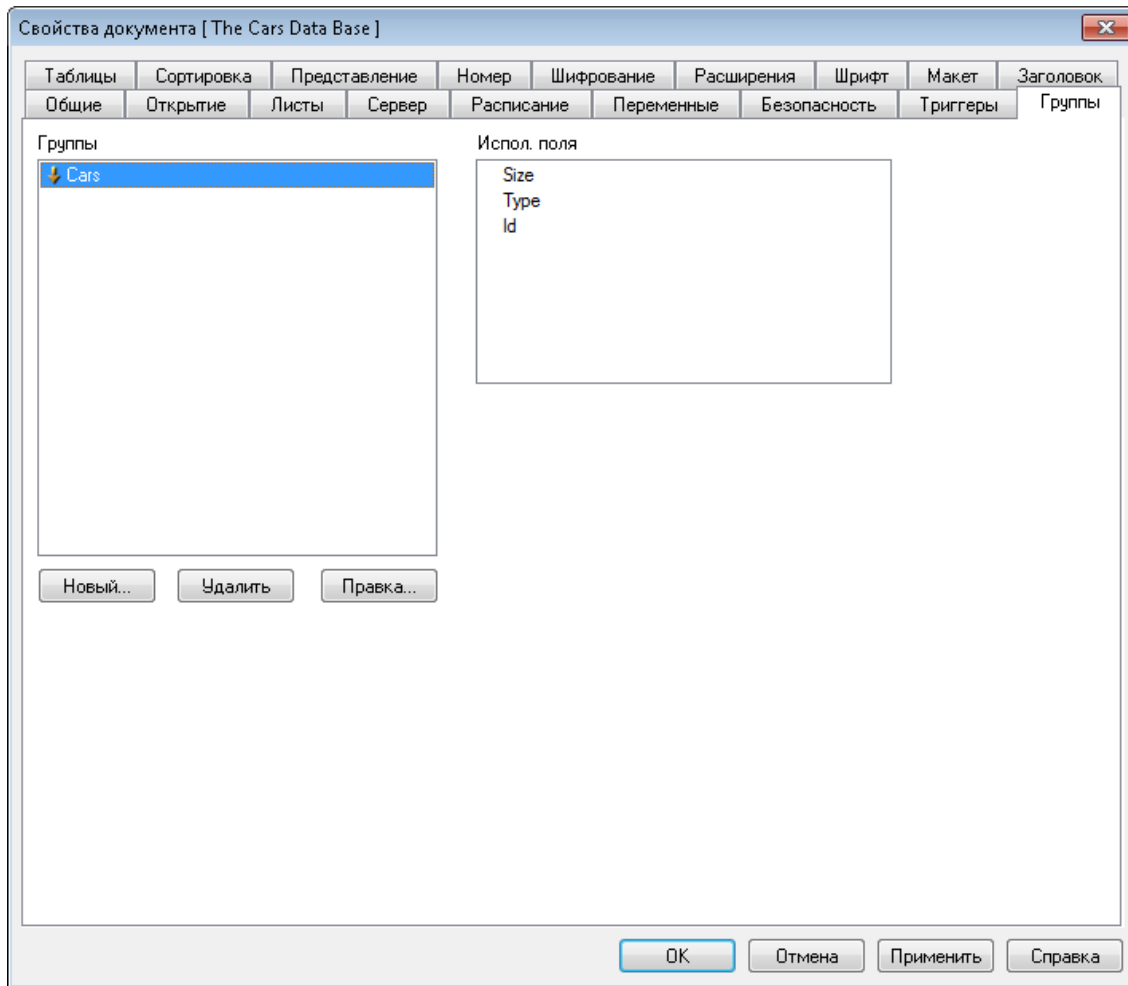 Свойства документа [ The Cars Data Base ]
Таблицы Сортировка Представление Номер Шифрование Расширения Шрифт Макет Заголовок
Общие Открытие Листы Сервер Расписание Переменные Безопасность Триггеры Группы
Группы Испол. поля
Cars Size
Type
Id
Новый... Удалить Правка...
OK Отмена Применить Справка